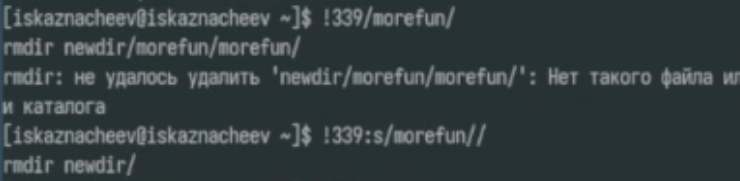 [iskaznacheev@iskaznacheev ~]$ !339/morefun/
rmdir newdir/morefun/morefun/
rmdir: не удалось удалить 'newdir/morefun/morefun/': Нет такого файла ил
и каталога
[iskaznacheev@iskaznacheev ~]$ !339:s/morefun//
rmdir newdir/